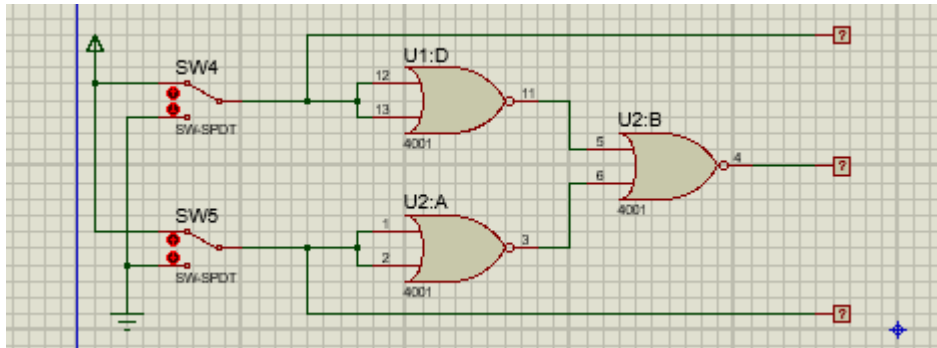 ?
U1:D
SW4
12
11
13
U2:B
SW-SPDT
4001
5
4
?
6
U2:A
4001
SW5
1
3
2
SW-SPDT
4001
?